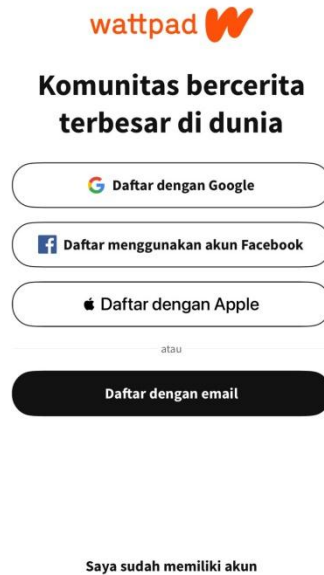 wattpad
Komunitas bercerita
terbesar di dunia
Daftar dengan Google
Daftar menggunakan akun Facebook
Daftar dengan Apple
atau
Daftar dengan email
Saya sudah memiliki akun